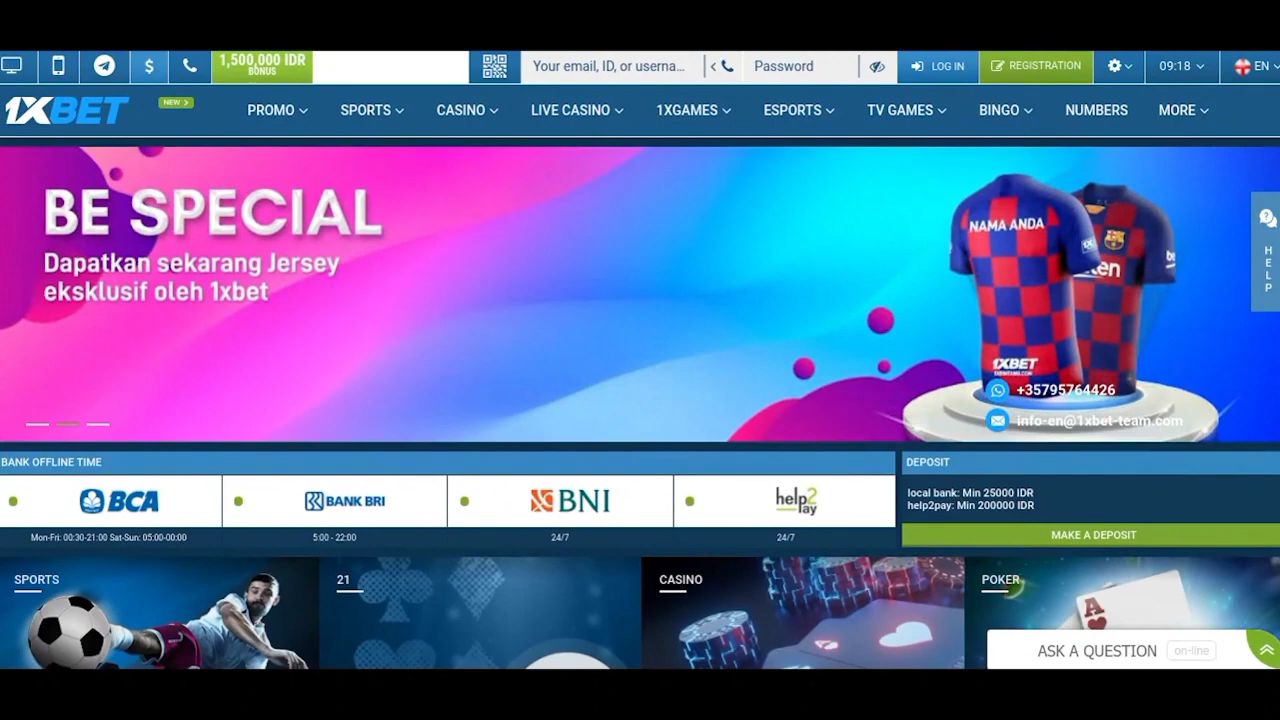 1,500,000 IDR
BONUS
Your email, ID, or userna...
Password
LOG IN
REGISTRATION
09:18
EN
1XBET
NEW
PROMO
SPORTS
CASINO
LIVE CASINO
1XGAMES
ESPORTS
TV GAMES
BINGO
NUMBERS
MORE
BE SPECIAL
Dapatkan sekarang Jersey
eksklusif oleh 1xbet
NAMA ANDA
1XBET
HELP
+35795764426
info-en@1xbet-team.com
BANK OFFLINE TIME
BCA
BANK BRI
BNI
help2
pay
Mon-Fri: 00:30-21:00 Sat-Sun: 05:00-00:00
5:00 - 22:00
24/7
24/7
DEPOSIT
local bank: Min 25000 IDR
help2pay: Min 200000 IDR
MAKE A DEPOSIT
SPORTS
21
CASINO
POKER
A
ASK A QUESTION
on-line